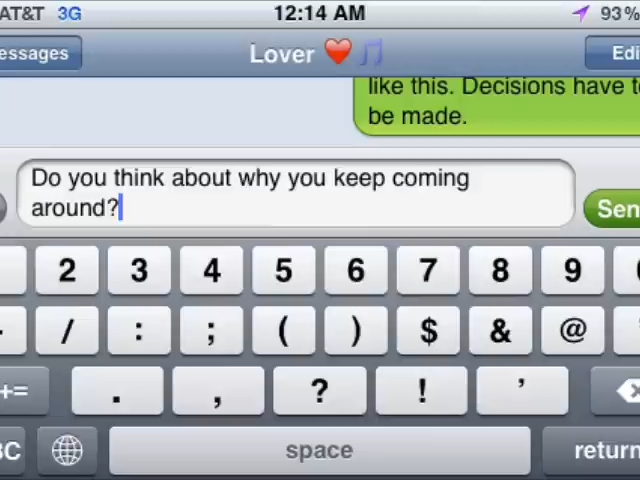 AT&T 3G 12:14 AM 93%
essages Lover ❤️🎵 Edi
like this. Decisions have t
be made.
Do you think about why you keep coming
around?
Sen
2 3 4 5 6 7 8 9
/ : ; ( ) $ & @
+= . , ? ! ’
BC space return